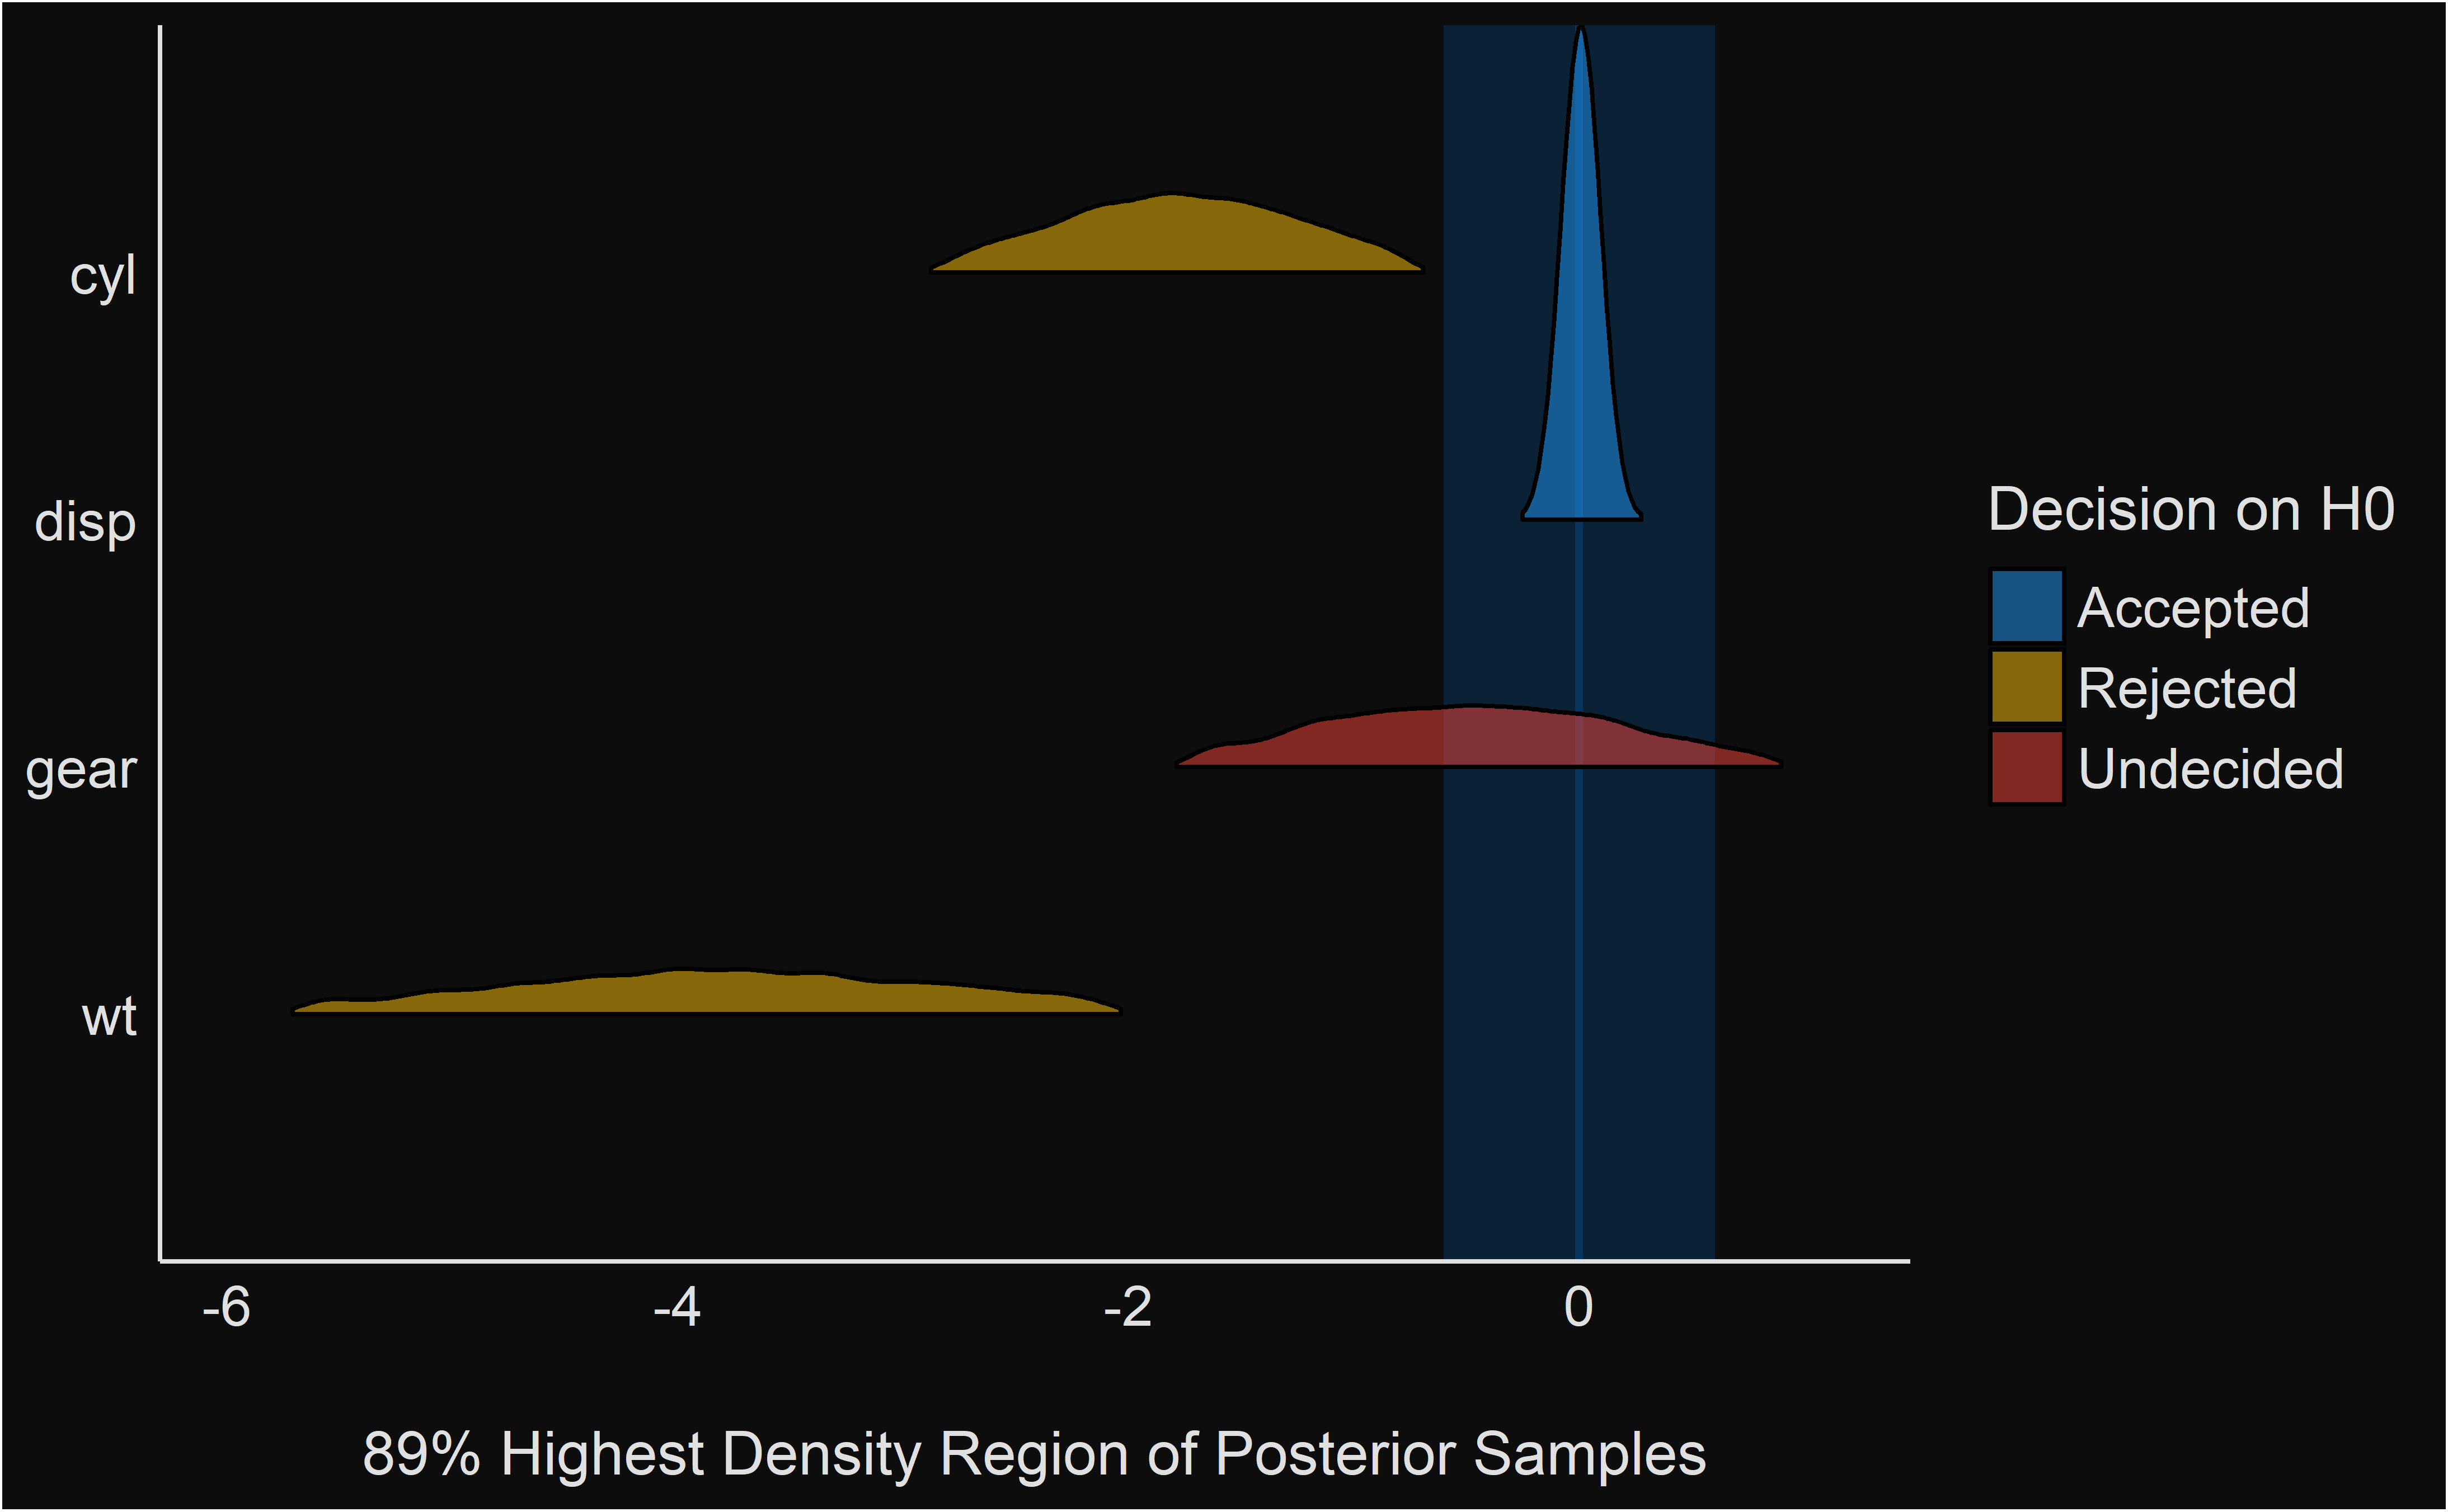 cyl
disp
gear
wt
-6 -4 -2 0
89% Highest Density Region of Posterior Samples
Decision on H0
Accepted
Rejected
Undecided